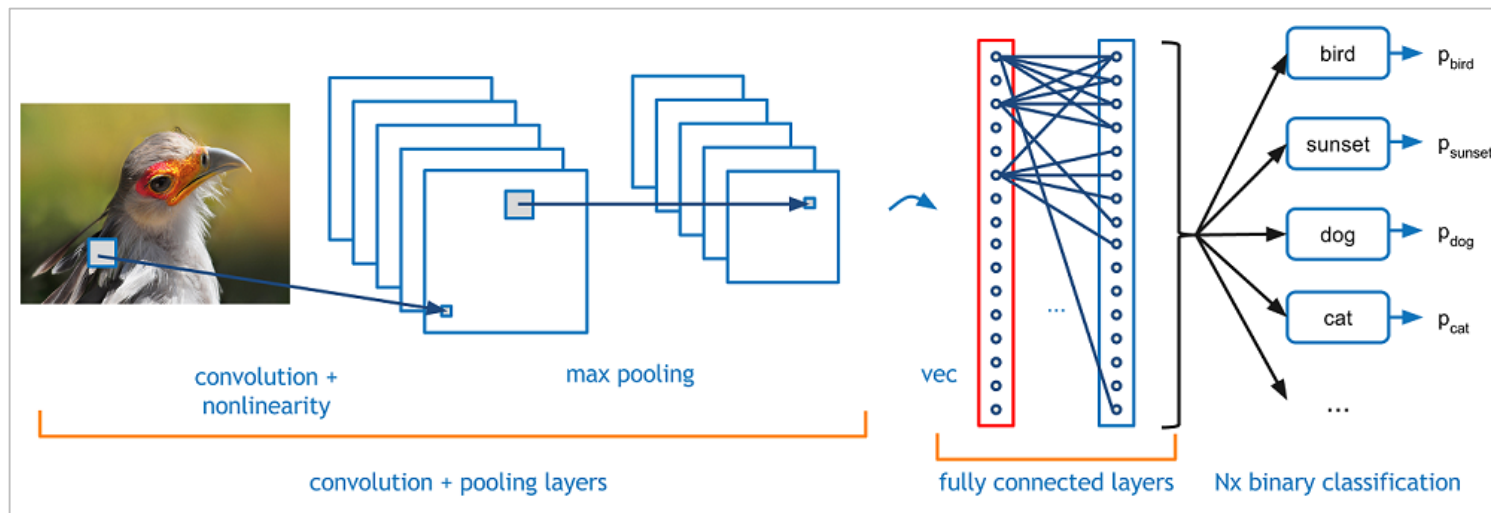 convolution +
nonlinearity
max pooling
vec
...
convolution + pooling layers
fully connected layers
Nx binary classification
bird
p_bird
sunset
p_sunset
dog
p_dog
cat
p_cat
...